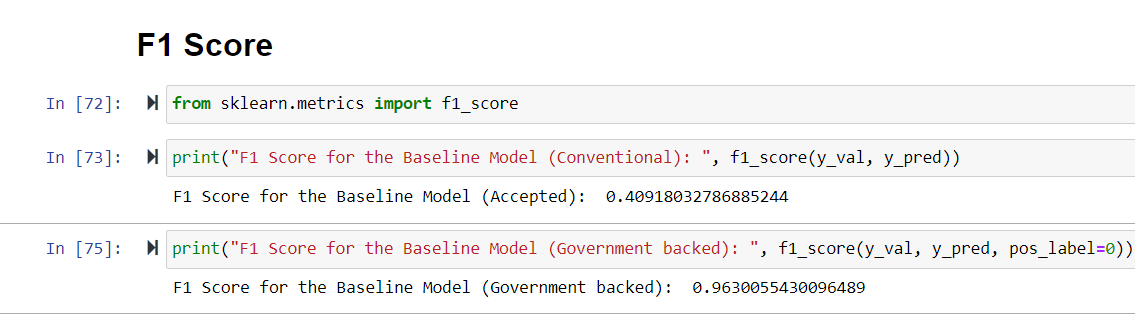 F1 Score
In [72]: from sklearn.metrics import f1_score
In [73]: print("F1 Score for the Baseline Model (Conventional): ", f1_score(y_val, y_pred))
F1 Score for the Baseline Model (Accepted):  0.40918032786885244
In [75]: print("F1 Score for the Baseline Model (Government backed): ", f1_score(y_val, y_pred, pos_label=0))
F1 Score for the Baseline Model (Government backed):  0.9630055430096489